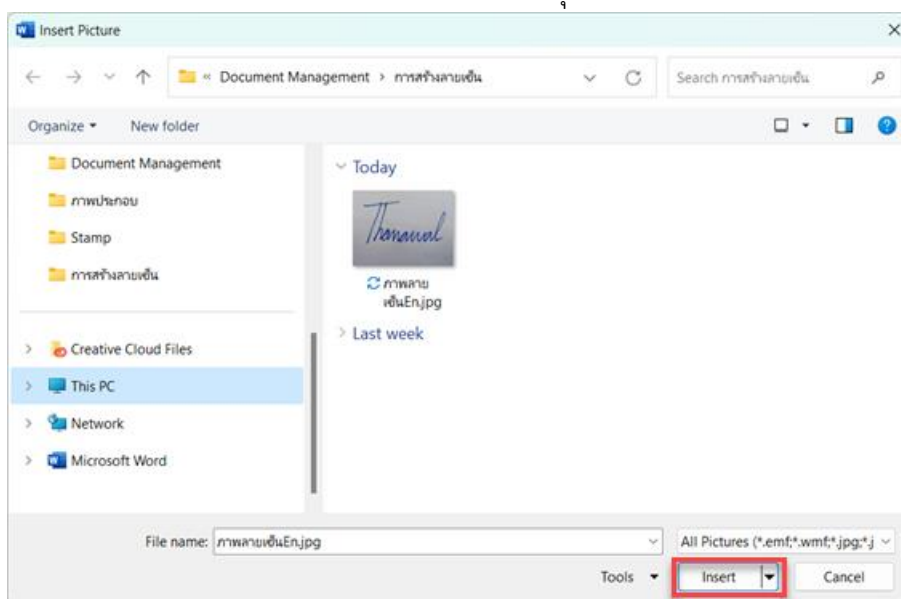 Insert Picture
« Document Management › การสร้างลายเซ็น
Search การสร้างลายเซ็น
Organize
New folder
Document Management
ภาพประกอบ
Stamp
การสร้างลายเซ็น
Creative Cloud Files
This PC
Network
Microsoft Word
Today
ภาพลาย
เซ็นEn.jpg
Last week
File name: ภาพลายเซ็นEn.jpg
All Pictures (*.emf;*.wmf;*.jpg;*.j
Tools
Insert
Cancel